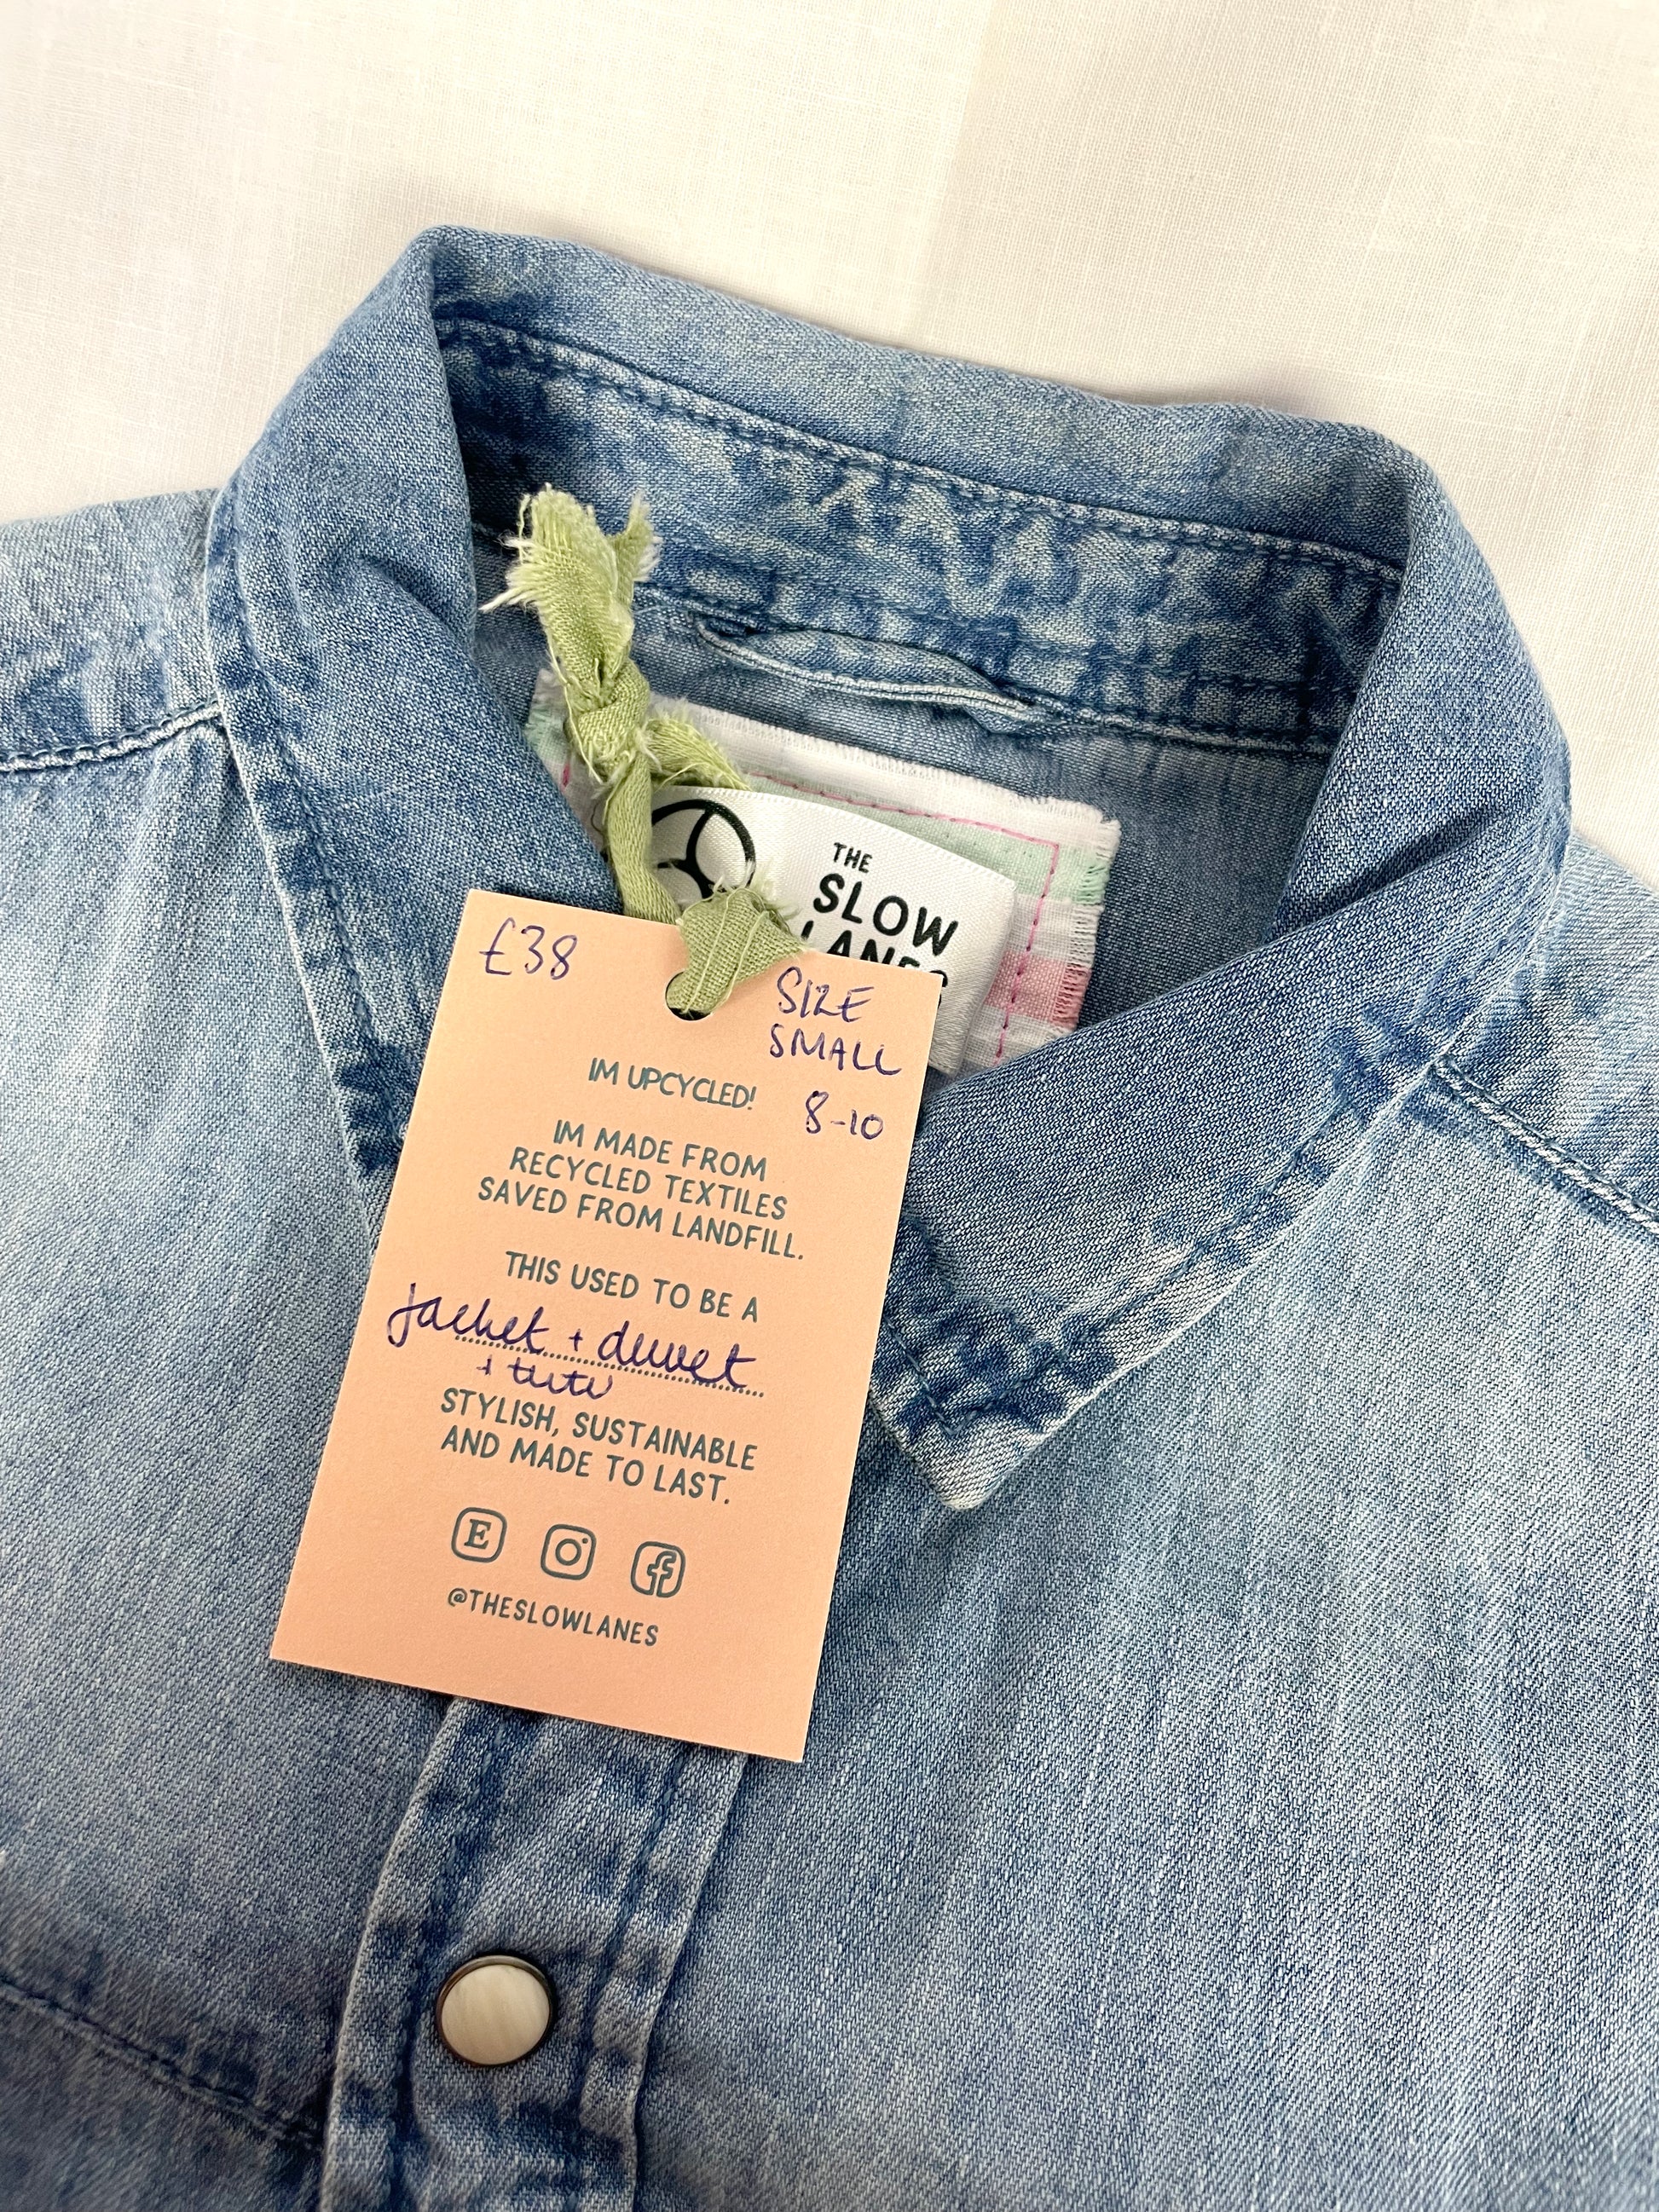 THE
SLOW
LANES
£38
SIZE
SMALL
8-10
IM UPCYCLED!
IM MADE FROM
RECYCLED TEXTILES
SAVED FROM LANDFILL.
THIS USED TO BE A
jacket + duvet
+ tutu
STYLISH, SUSTAINABLE
AND MADE TO LAST.
E
@THESLOWLANES